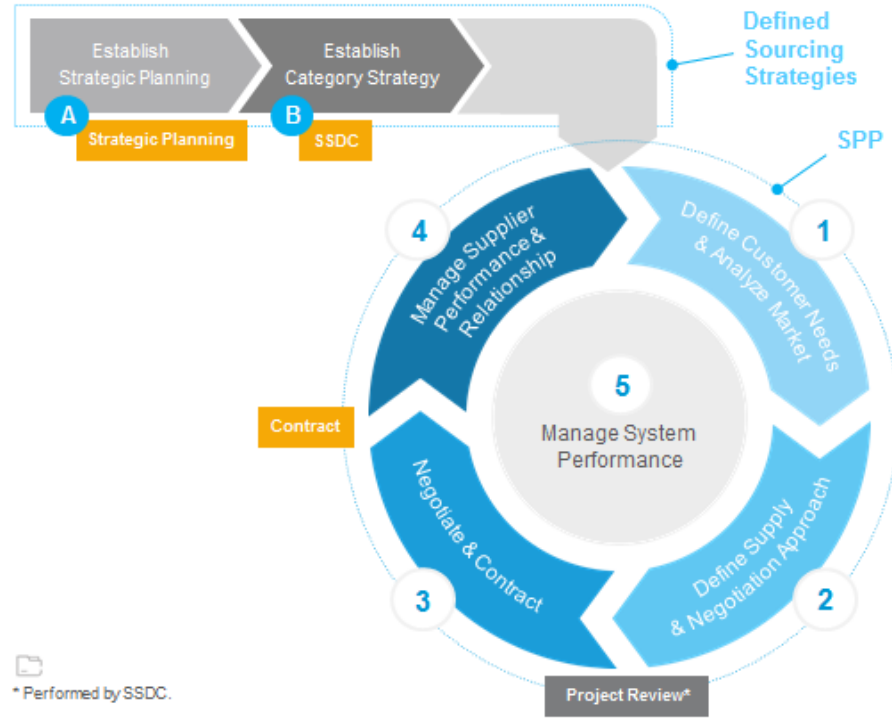 Establish
Strategic Planning
Establish
Category Strategy
Defined
Sourcing
Strategies
A
Strategic Planning
B
SSDC
SPP
4
Manage Supplier
Performance &
Relationship
1
Define Customer Needs
& Analyze Market
5
Manage System
Performance
Contract
Negotiate & Contract
3
Define Supply
& Negotiation Approach
2
Project Review*
* Performed by SSDC.